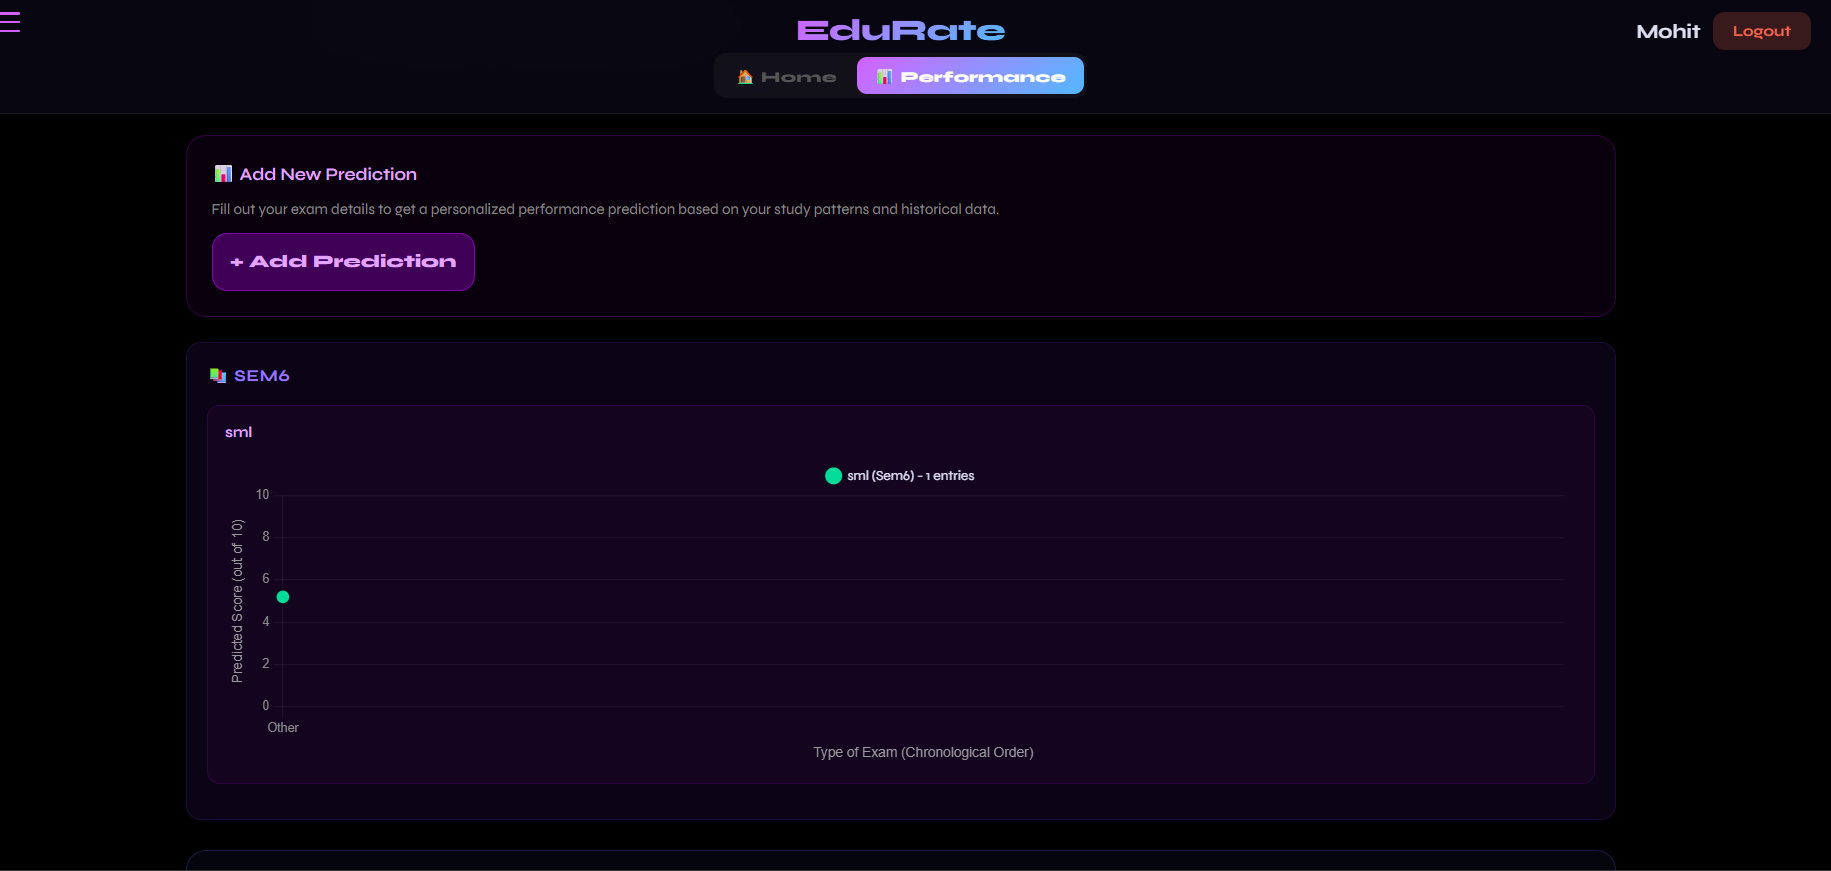 EduRate
Mohit
Logout
Home
Performance
Add New Prediction
Fill out your exam details to get a personalized performance prediction based on your study patterns and historical data.
+ Add Prediction
SEM6
sml
sml (Sem6) - 1 entries
10
8
6
4
2
0
Predicted Score (out of 10)
Other
Type of Exam (Chronological Order)